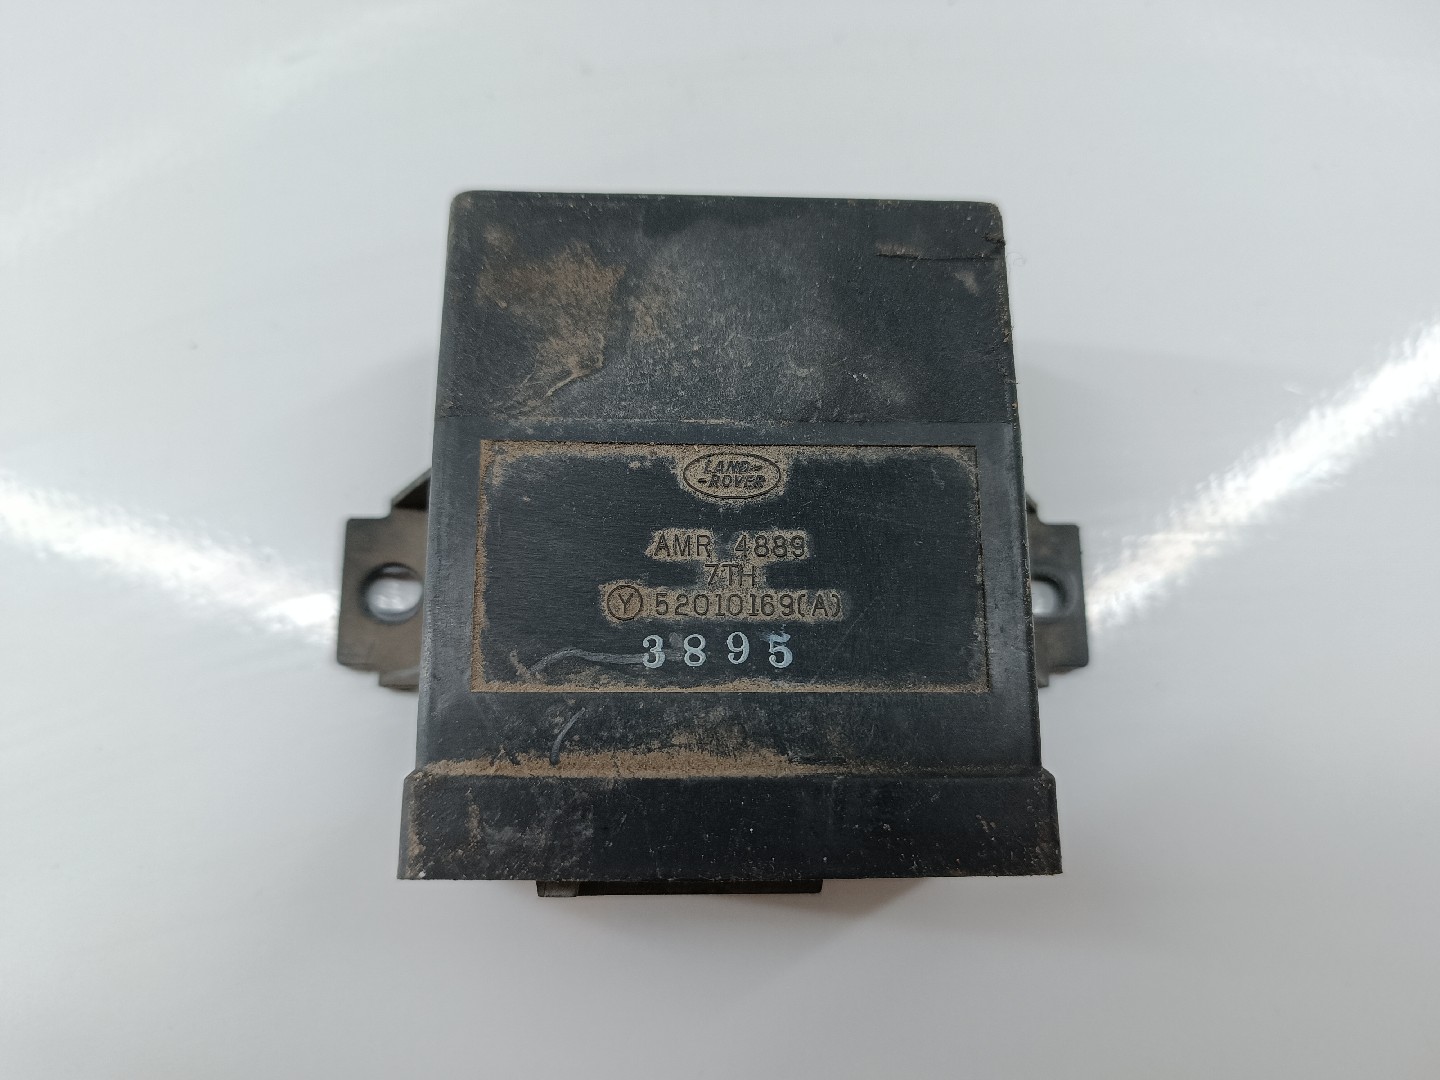 LAND-
-ROVER
AMR 4889
7TH
Y 52010169(A)
3895